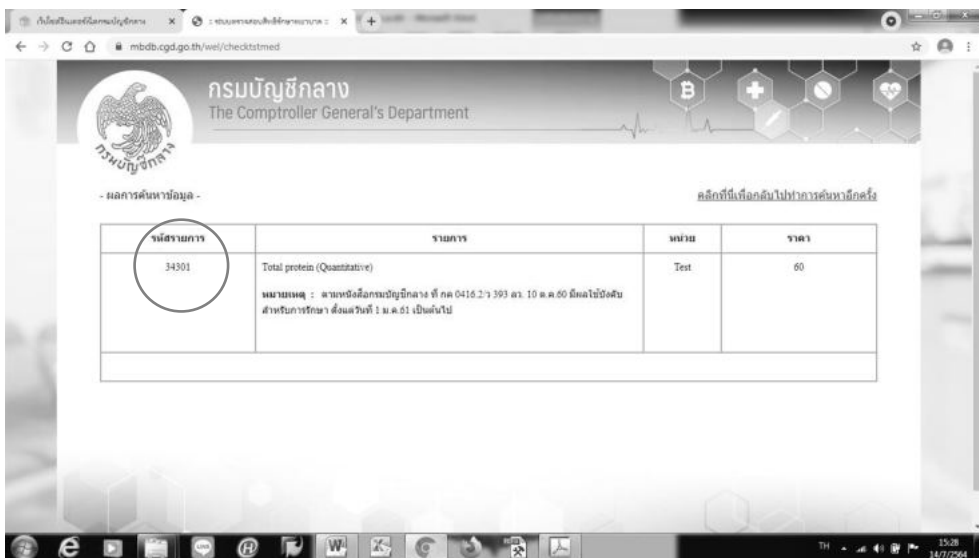 mbdb.cgd.go.th/wel/checktstmed
กรมบัญชีกลาง
The Comptroller General's Department
กรมบัญชีกลาง
- ผลการค้นหาข้อมูล -
คลิกที่นี่เพื่อกลับไปทำการค้นหาอีกครั้ง
รหัสรายการ รายการ หน่วย ราคา
34301 Total protein (Quantitative) Test 60
หมายเหตุ : ตามหนังสือกรมบัญชีกลาง ที่ กค 0416.2/ว 393 ลว. 10 ต.ค.60 มีผลใช้บังคับ
สำหรับการรักษา ตั้งแต่วันที่ 1 ม.ค.61 เป็นต้นไป
TH
15:28
14/7/2564